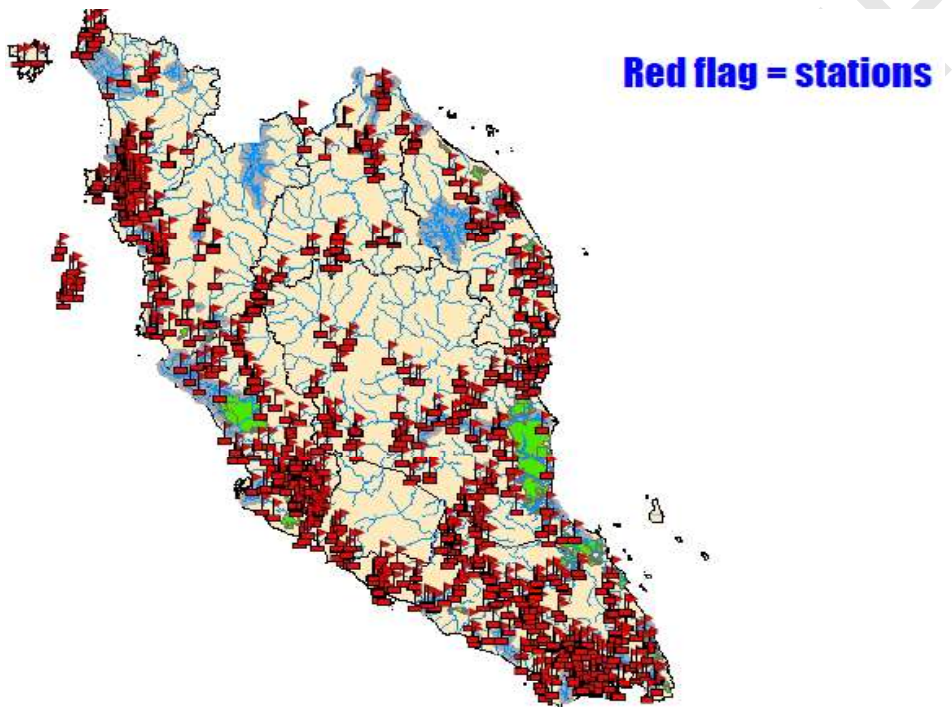 Red flag = stations